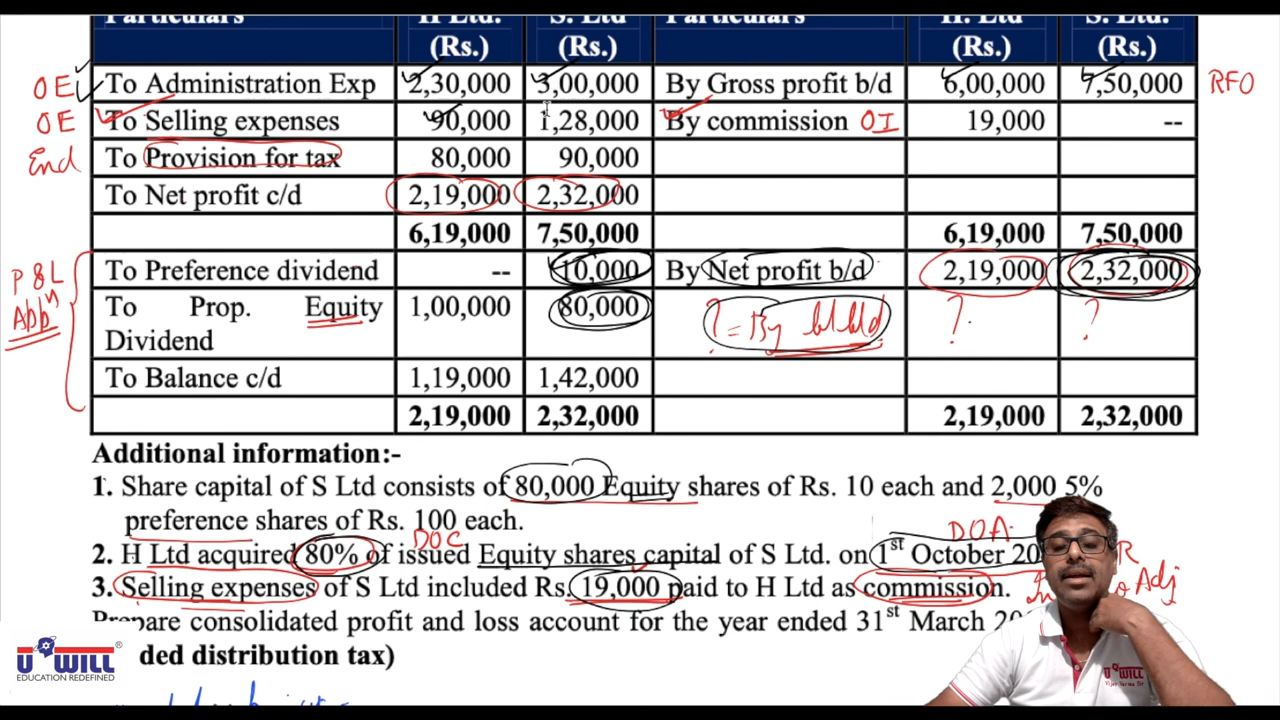 Particulars H Ltd. S. Ltd. Particulars H. Ltd S. Ltd.
(Rs.) (Rs.) (Rs.) (Rs.)
OE To Administration Exp 2,30,000 3,00,000 By Gross profit b/d 6,00,000 7,50,000 RFO
OE To Selling expenses 90,000 1,28,000 By commission OI 19,000 --
End To Provision for tax 80,000 90,000
To Net profit c/d 2,19,000 2,32,000
6,19,000 7,50,000 6,19,000 7,50,000
P&L To Preference dividend -- 10,000 By Net profit b/d 2,19,000 2,32,000
Appn To Prop. Equity 1,00,000 80,000 ? = By bl b/d ? ?
Dividend
To Balance c/d 1,19,000 1,42,000
2,19,000 2,32,000 2,19,000 2,32,000
Additional information:-
1. Share capital of S Ltd consists of 80,000 Equity shares of Rs. 10 each and 2,000 5%
preference shares of Rs. 100 each.
DOC DOA
2. H Ltd acquired 80% of issued Equity shares capital of S Ltd. on 1st October 20
3. Selling expenses of S Ltd included Rs. 19,000 paid to H Ltd as commission. Adj
Prepare consolidated profit and loss account for the year ended 31st March 20
ded distribution tax)
U WILL ®
EDUCATION REDEFINED
U WILL